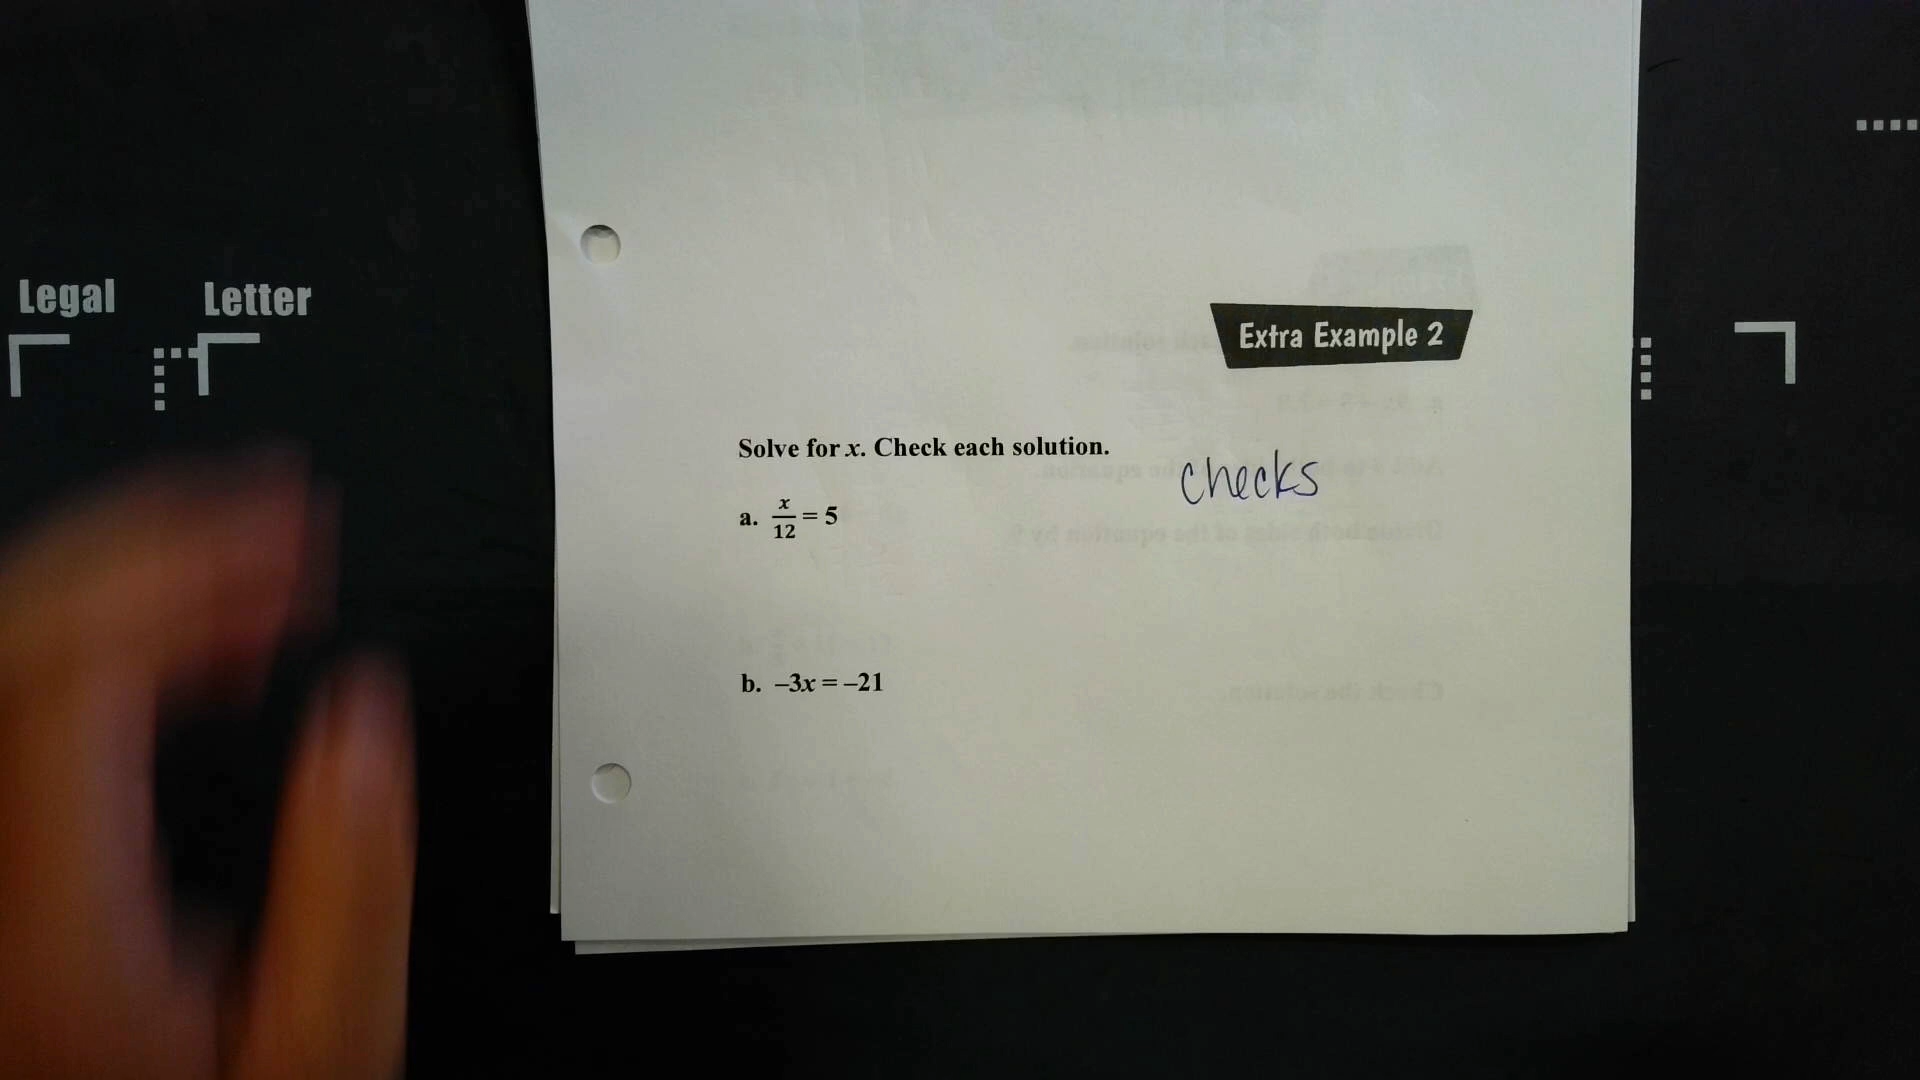 Legal Letter
Extra Example 2
Solve for x. Check each solution.
checks
a. x/12 = 5
b. –3x = –21